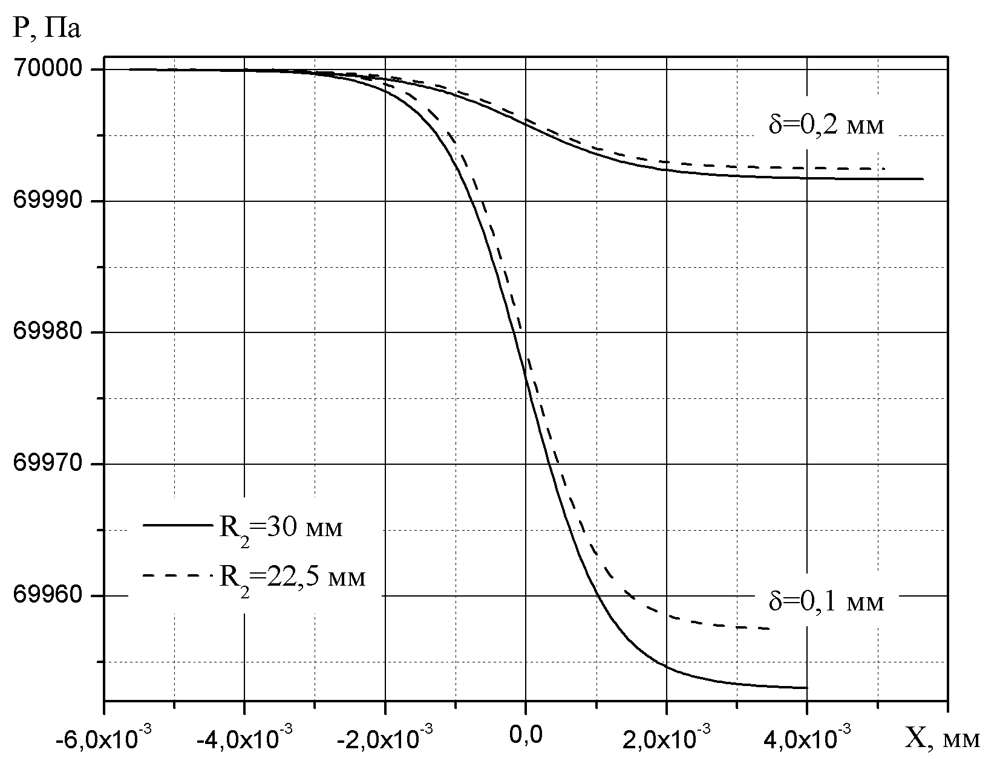 P, Па
70000
δ=0,2 мм
69990
69980
69970
R₂=30 мм
R₂=22,5 мм
69960
δ=0,1 мм
-6,0x10⁻³ -4,0x10⁻³ -2,0x10⁻³ 0,0 2,0x10⁻³ 4,0x10⁻³ X, мм